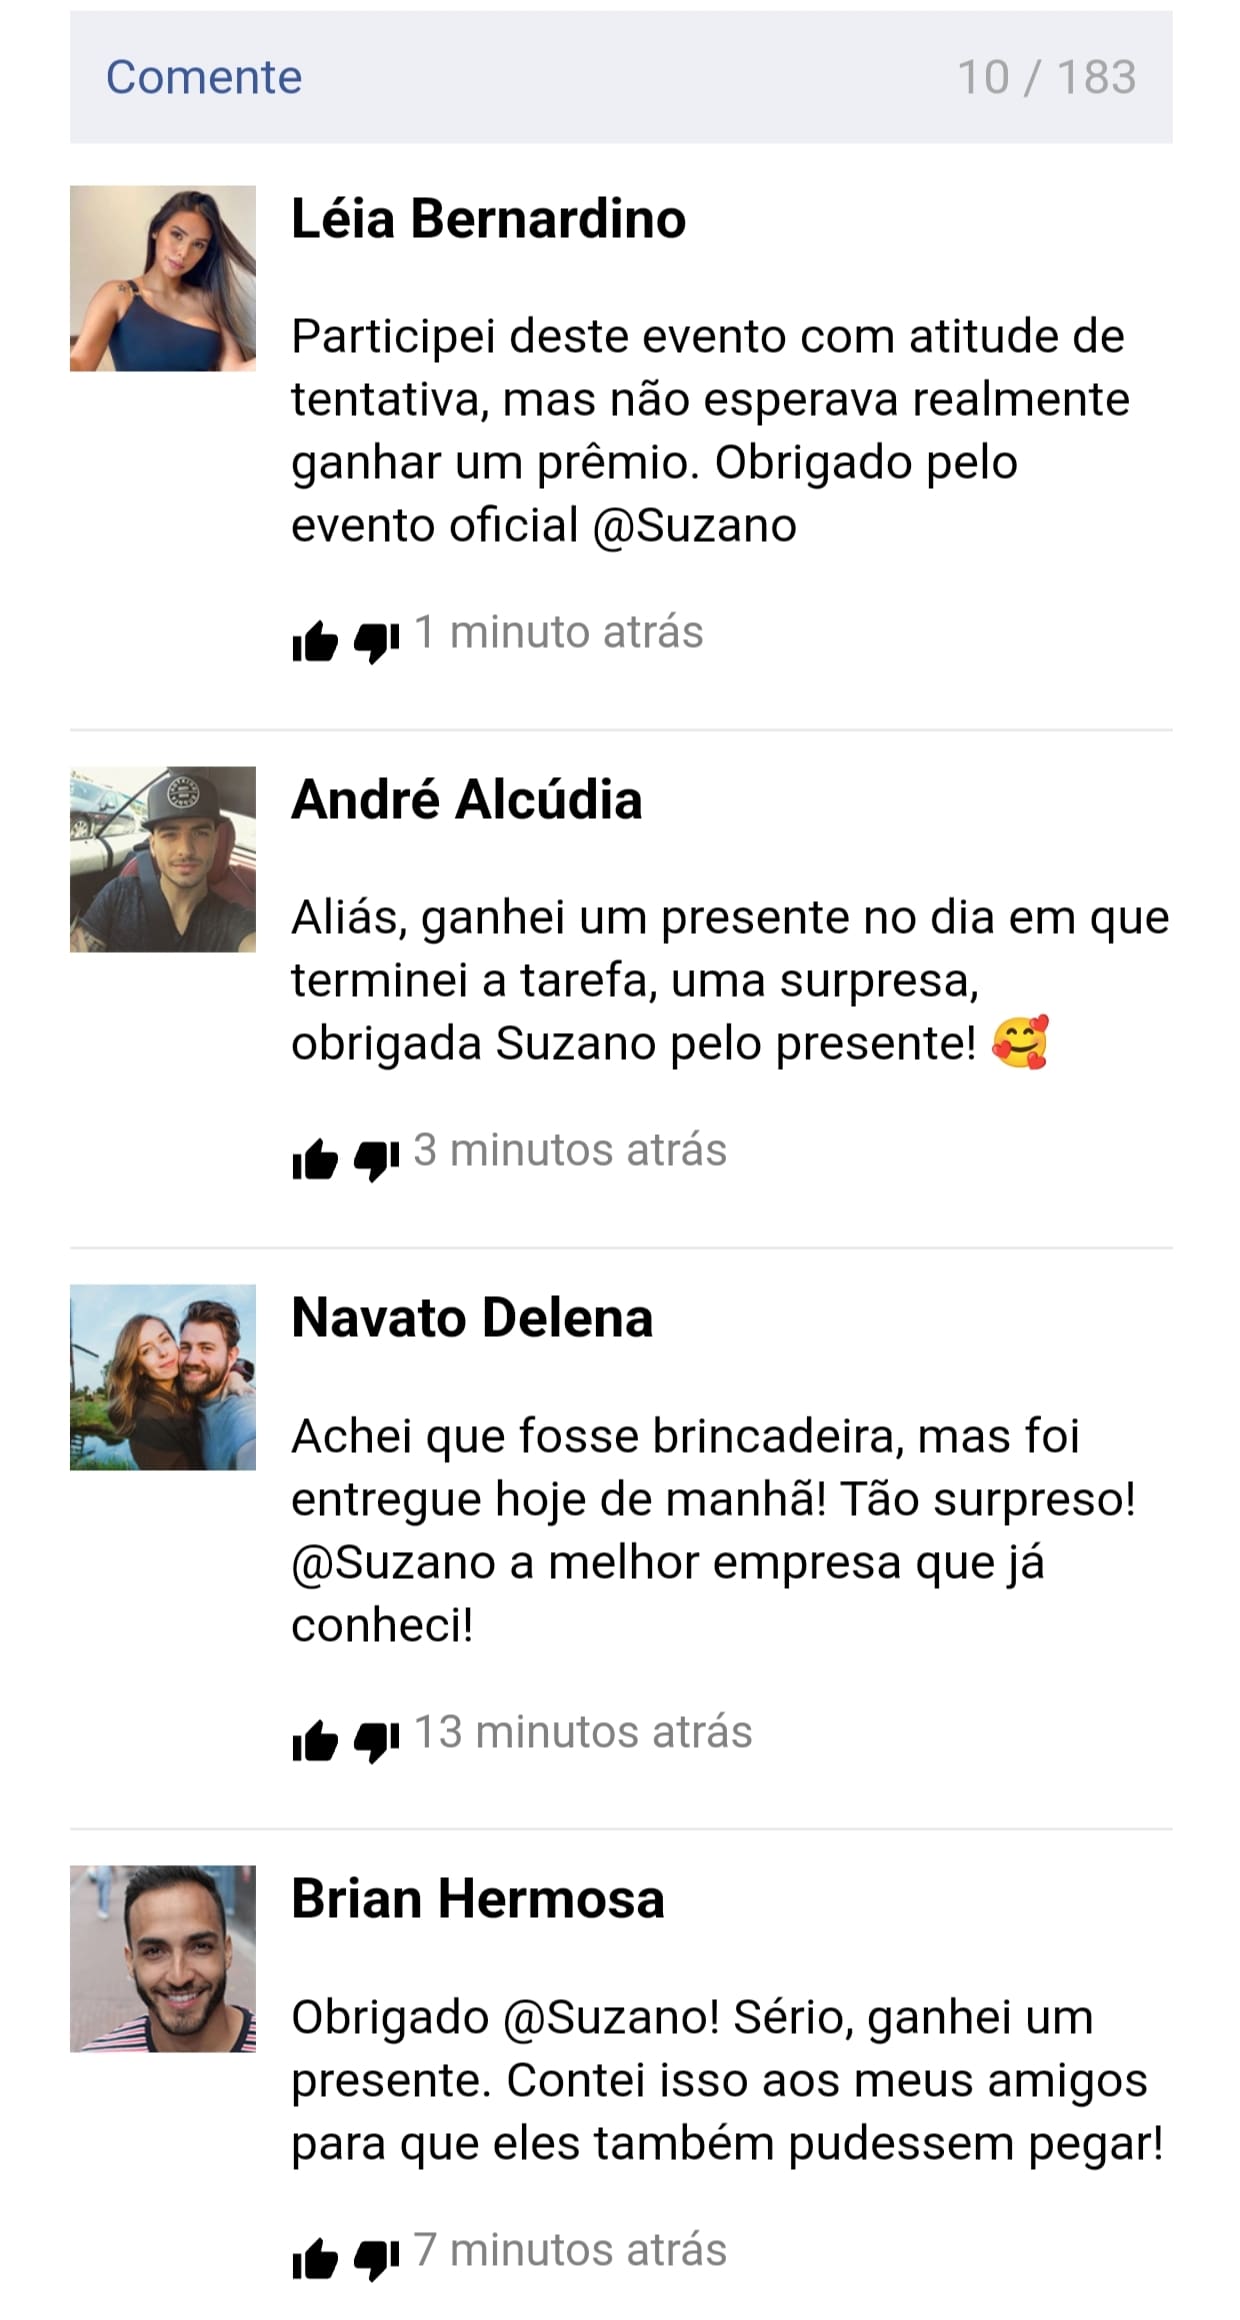 Comente 10 / 183
Léia Bernardino
Participei deste evento com atitude de
tentativa, mas não esperava realmente
ganhar um prêmio. Obrigado pelo
evento oficial @Suzano
1 minuto atrás
André Alcúdia
Aliás, ganhei um presente no dia em que
terminei a tarefa, uma surpresa,
obrigada Suzano pelo presente! 🥰
3 minutos atrás
Navato Delena
Achei que fosse brincadeira, mas foi
entregue hoje de manhã! Tão surpreso!
@Suzano a melhor empresa que já
conheci!
13 minutos atrás
Brian Hermosa
Obrigado @Suzano! Sério, ganhei um
presente. Contei isso aos meus amigos
para que eles também pudessem pegar!
7 minutos atrás